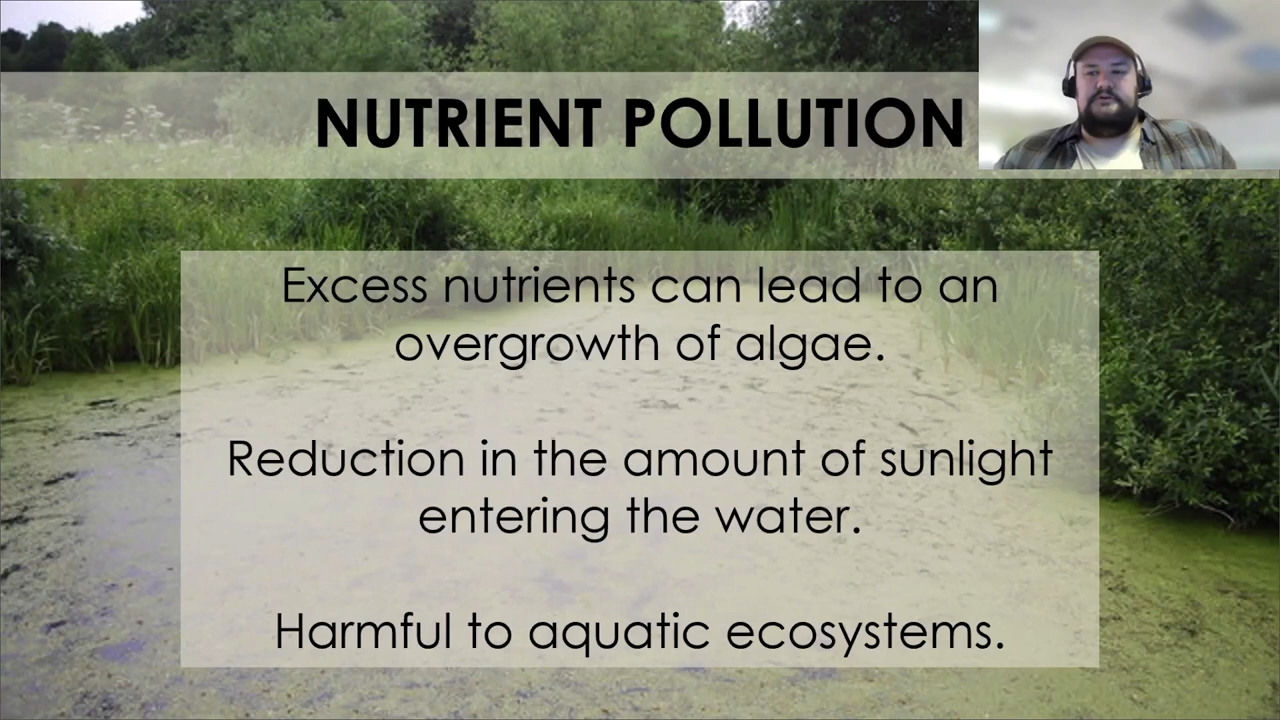 NUTRIENT POLLUTION
Excess nutrients can lead to an
overgrowth of algae.
Reduction in the amount of sunlight
entering the water.
Harmful to aquatic ecosystems.